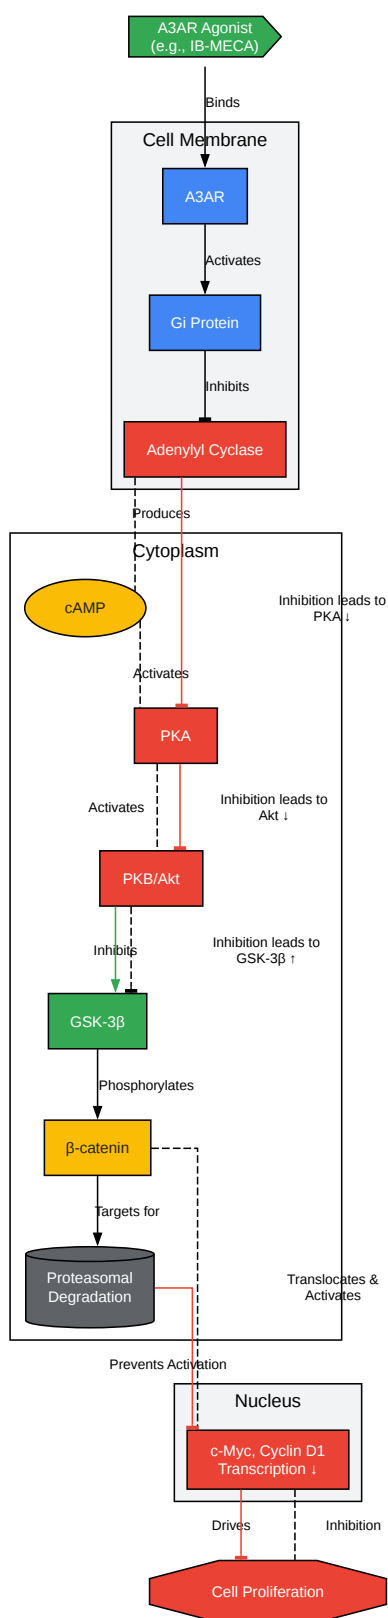 A3AR Agonist
(e.g., IB-MECA)
Binds
Cell Membrane
A3AR
Activates
Gi Protein
Inhibits
Adenylyl Cyclase
Produces
Cytoplasm
cAMP
Inhibition leads to
PKA ↓
Activates
PKA
Activates
Inhibition leads to
Akt ↓
PKB/Akt
Inhibits
Inhibition leads to
GSK-3β ↑
GSK-3β
Phosphorylates
β-catenin
Targets for
Proteasomal
Degradation
Translocates &
Activates
Prevents Activation
Nucleus
c-Myc, Cyclin D1
Transcription ↓
Drives
Inhibition
Cell Proliferation